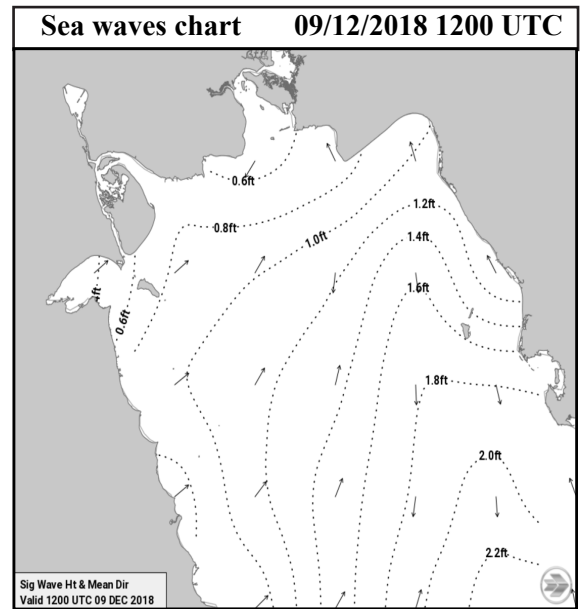 Sea waves chart 09/12/2018 1200 UTC
0.6ft
1.2ft
0.8ft
1.0ft
1.4ft
1.6ft
0.6ft
1.8ft
2.0ft
2.2ft
Sig Wave Ht & Mean Dir
Valid 1200 UTC 09 DEC 2018